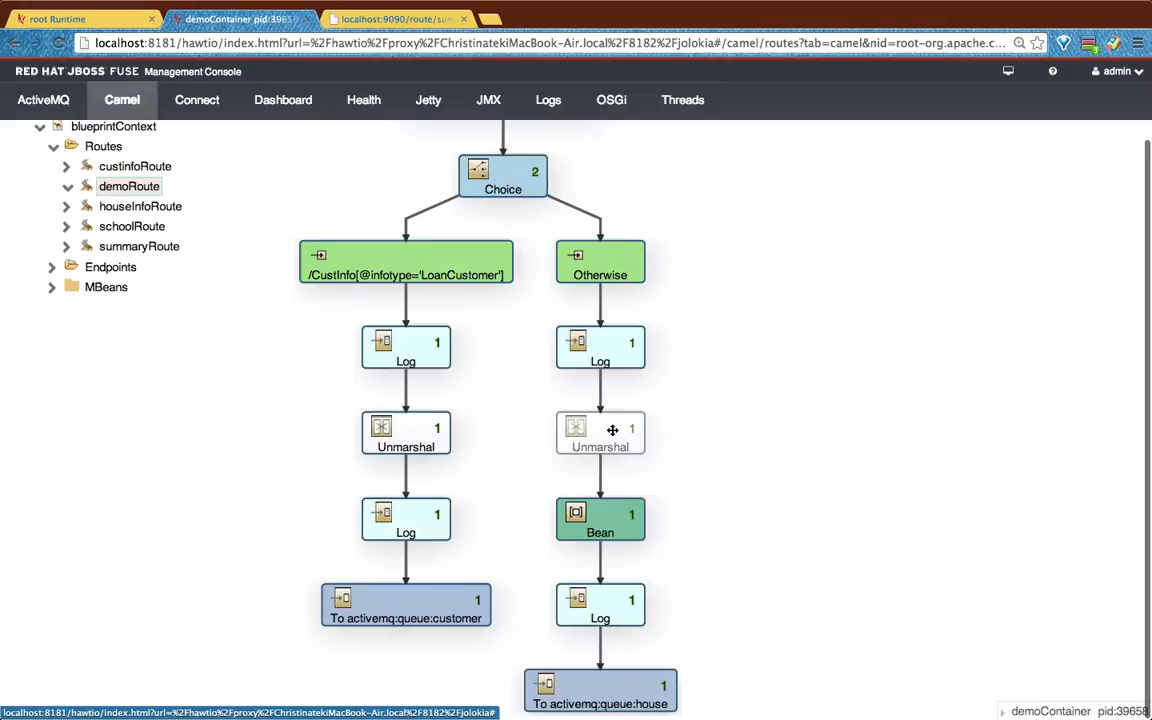 root Runtime
demoContainer pid:3965
localhost:9090/route/sum
localhost:8181/hawtio/index.html?url=%2Fhawtio%2Fproxy%2FChristinatekiMacBook-Air.local%2F8182%2Fjolokia#/camel/routes?tab=camel&nid=root-org.apache.c...
RED HAT JBOSS FUSE Management Console
admin
ActiveMQ Camel Connect Dashboard Health Jetty JMX Logs OSGi Threads
blueprintContext
Routes
custinfoRoute
demoRoute
houseInfoRoute
schoolRoute
summaryRoute
Endpoints
MBeans
2
Choice
/CustInfo[@infotype='LoanCustomer']
Otherwise
1
Log
1
Log
1
Unmarshal
1
Unmarshal
1
Log
1
Bean
1
To activemq:queue:customer
1
Log
1
To activemq:queue:house
localhost:8181/hawtio/index.html?url=%2Fhawtio%2Fproxy%2FChristinatekiMacBook-Air.local%2F8182%2Fjolokia#
demoContainer pid:39658